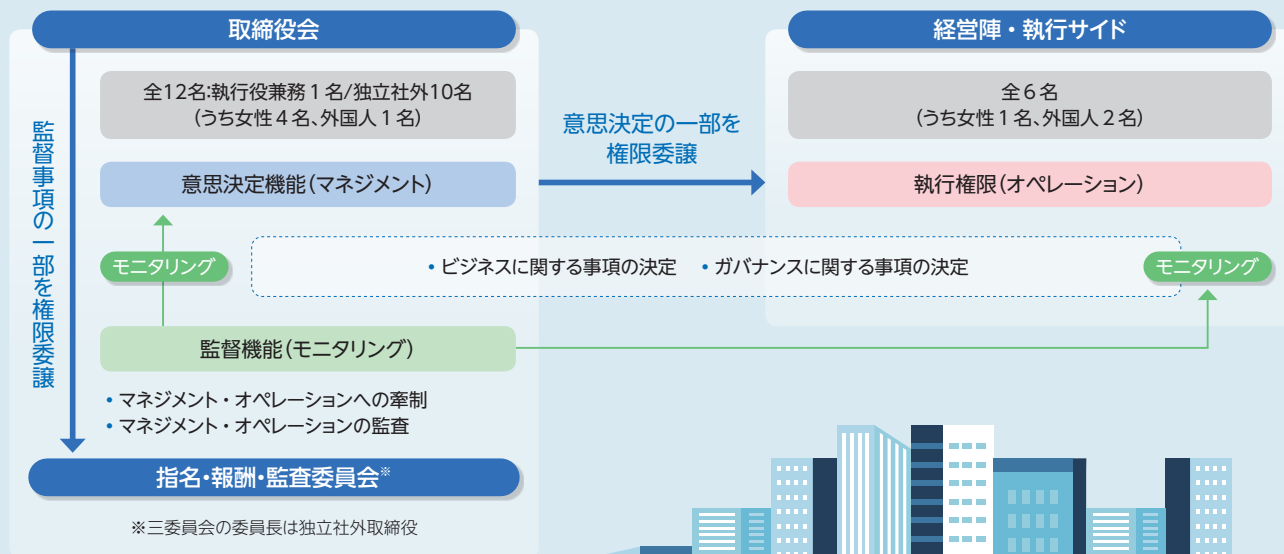 取締役会
全12名:執行役兼務1名/独立社外10名
(うち女性4名、外国人1名)
意思決定機能(マネジメント)
モニタリング
監督機能(モニタリング)
・マネジメント・オペレーションへの牽制
・マネジメント・オペレーションの監査
監督事項の一部を権限委譲
指名・報酬・監査委員会※
※三委員会の委員長は独立社外取締役
意思決定の一部を
権限委譲
・ビジネスに関する事項の決定 ・ガバナンスに関する事項の決定
経営陣・執行サイド
全6名
(うち女性1名、外国人2名)
執行権限(オペレーション)
モニタリング